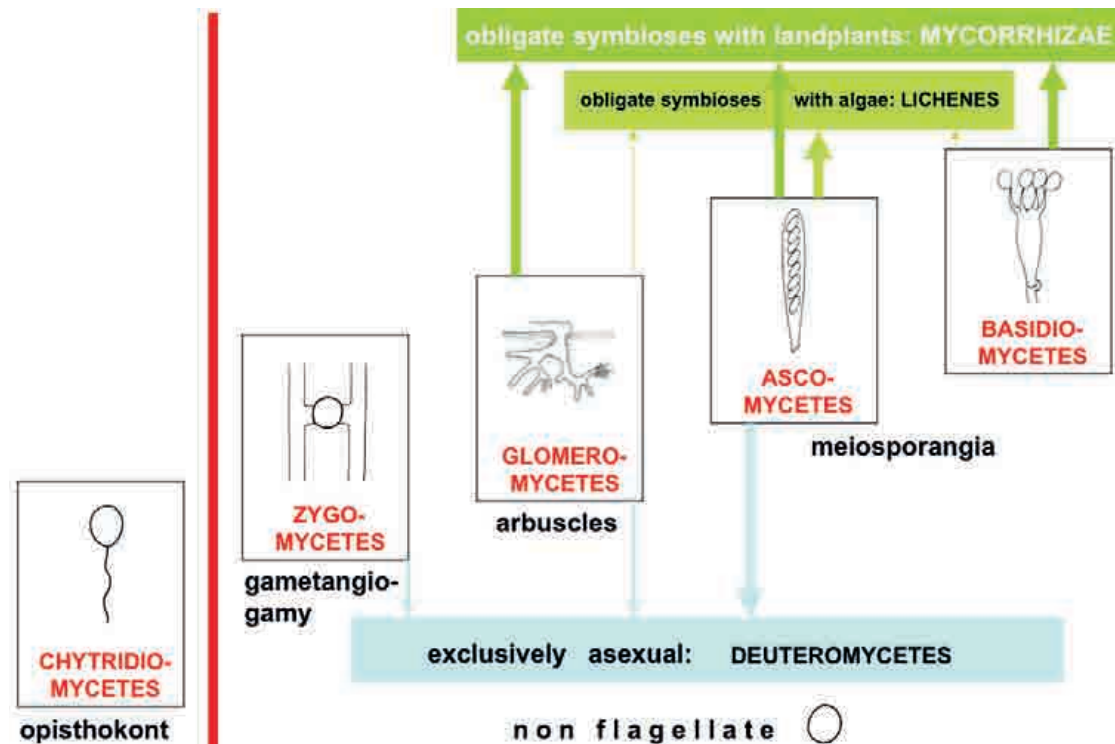 obligate symbioses with landplants: MYCORRHIZAE
obligate symbioses with algae: LICHENES
BASIDIO-
MYCETES
ASCO-
MYCETES
meiosporangia
GLOMERO-
MYCETES
arbuscles
ZYGO-
MYCETES
gametangio-
gamy
CHYTRIDIO-
MYCETES
opisthokont
exclusively asexual: DEUTEROMYCETES
non flagellate